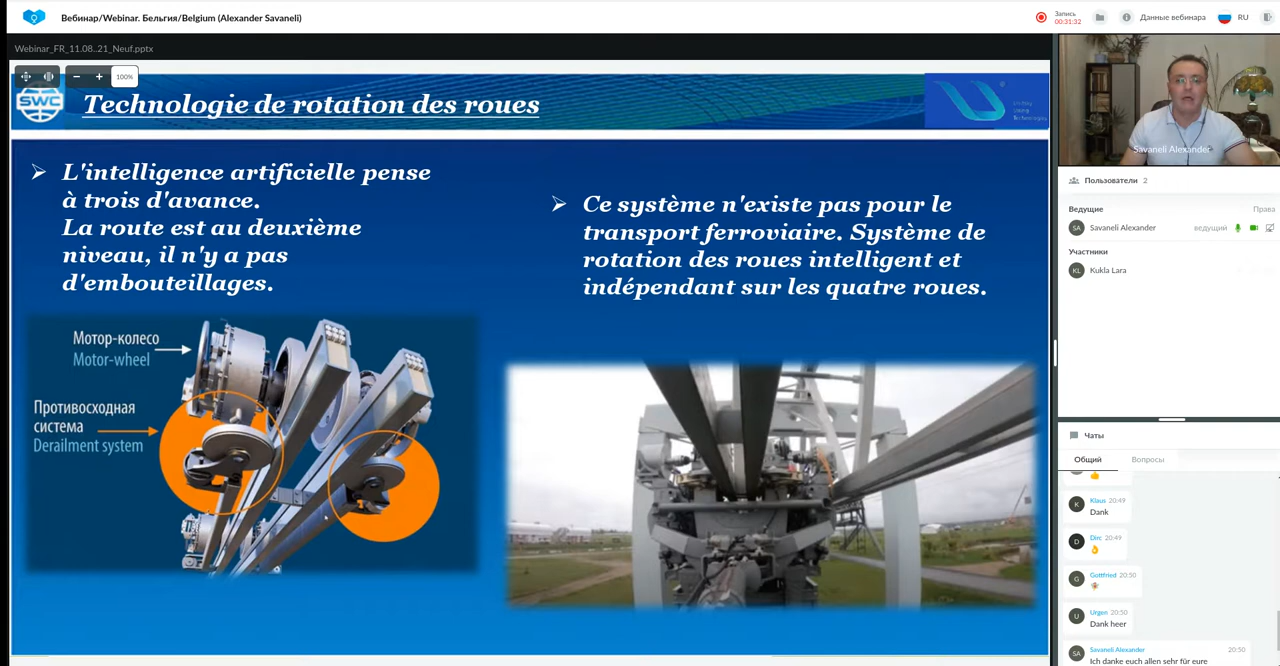 Вебинар/Webinar. Бельгия/Belgium (Alexander Savaneli)
Запись
00:31:32
Данные вебинара
RU
Webinar_FR_11.08..21_Neuf.pptx
100%
SWC
Technologie de rotation des roues
L'intelligence artificielle pense
à trois d'avance.
La route est au deuxième
niveau, il n'y a pas
d'embouteillages.
Ce système n'existe pas pour le
transport ferroviaire. Système de
rotation des roues intelligent et
indépendant sur les quatre roues.
Мотор-колесо
Motor-wheel
Противосходная
система
Derailment system
Savaneli Alexander
Пользователи 2
Ведущие
Права
SA
Savaneli Alexander
ведущий
Участники
KL
Kukla Lara
Чаты
Общий
Вопросы
K
Klaus 20:49
Dank
D
Dirc 20:49
G
Gottfried 20:50
U
Urgen 20:50
Dank heer
SA
Savaneli Alexander 20:50
Ich danke euch allen sehr für eure